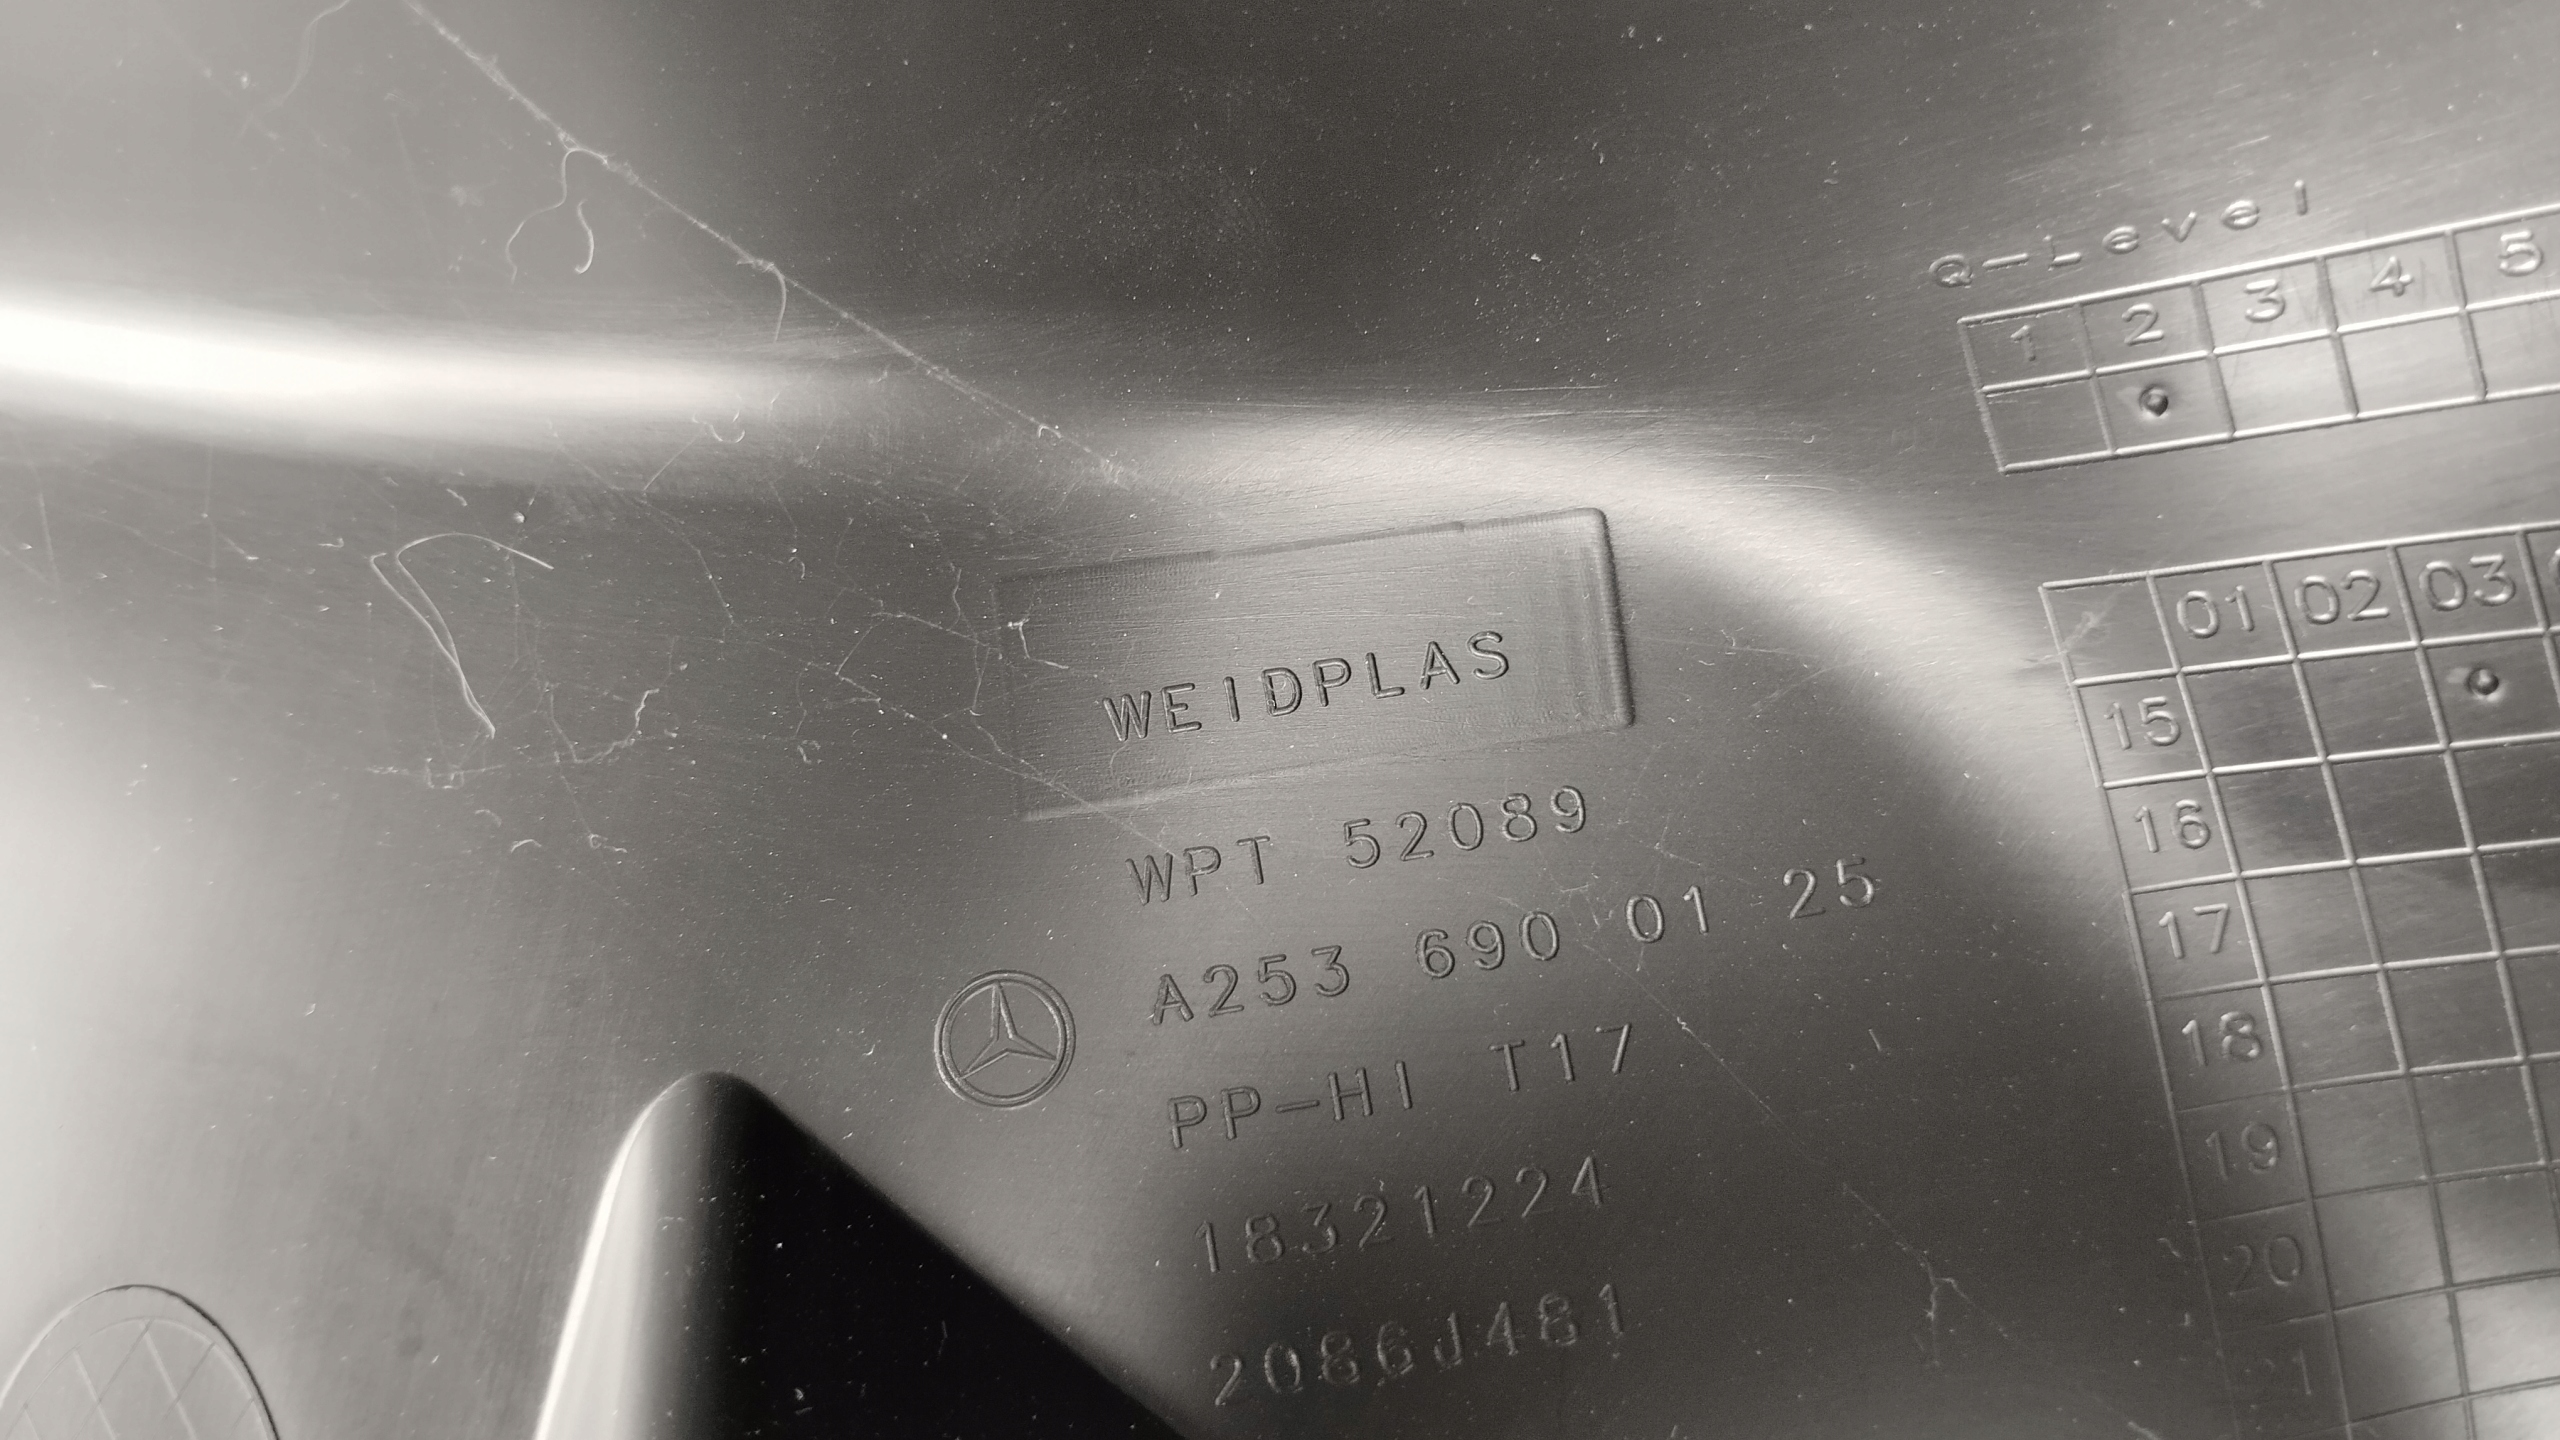 Q-Level
1 2 3 4 5
01 02 03
15
16
17
18
19
20
21
WEIDPLAS
WPT 52089
A253 690 01 25
PP-HI T17
18321224
2086J481